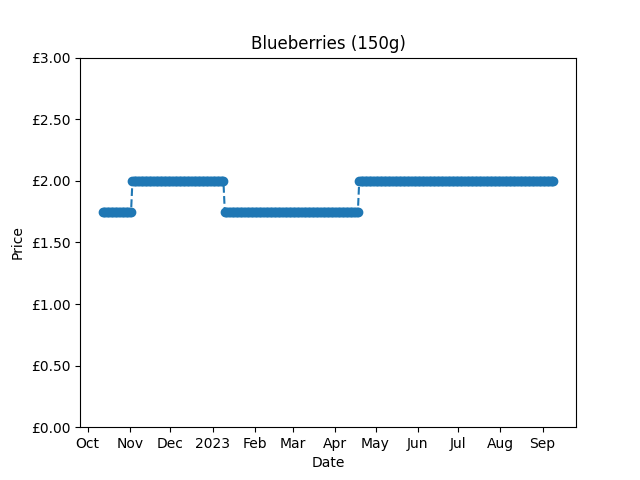 Blueberries (150g)
£3.00
£2.50
£2.00
£1.50
£1.00
£0.50
£0.00
Price
Oct Nov Dec 2023 Feb Mar Apr May Jun Jul Aug Sep
Date